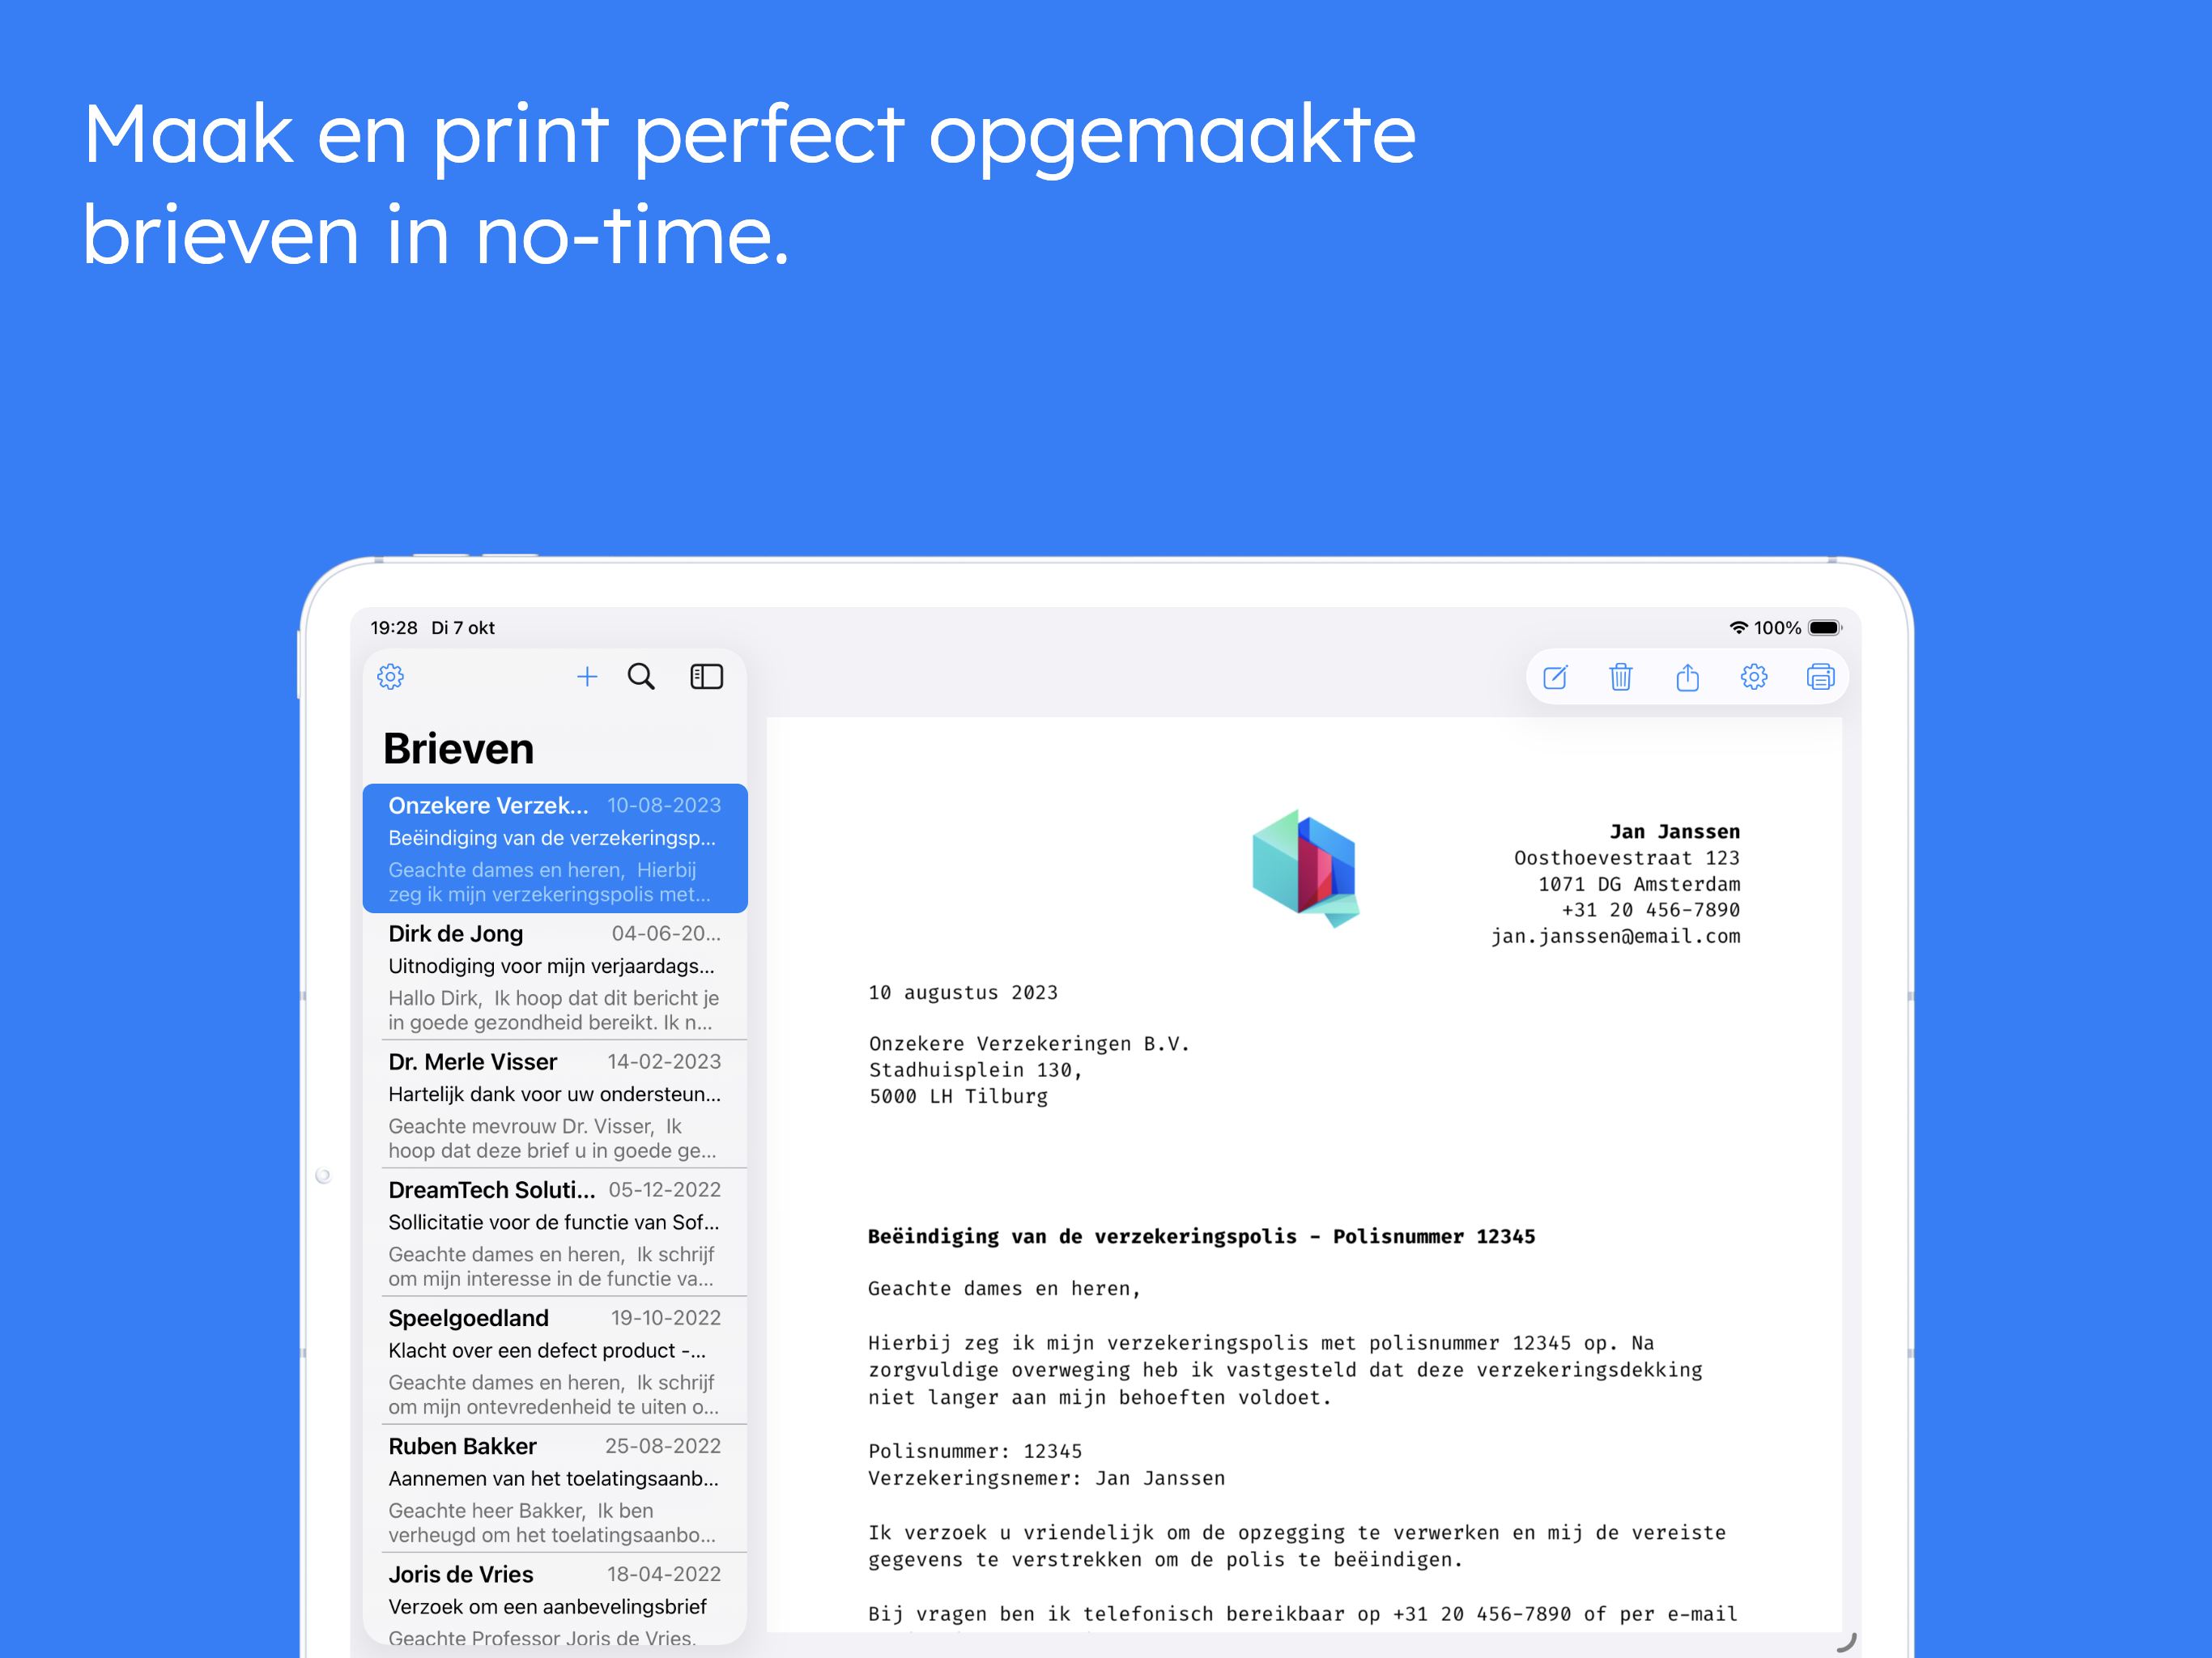 Maak en print perfect opgemaakte
brieven in no-time.
19:28 Di 7 okt
100%
Brieven
Onzekere Verzek... 10-08-2023
Beëindiging van de verzekeringsp...
Geachte dames en heren, Hierbij
zeg ik mijn verzekeringspolis met...
Dirk de Jong 04-06-20...
Uitnodiging voor mijn verjaardags...
Hallo Dirk, Ik hoop dat dit bericht je
in goede gezondheid bereikt. Ik n...
Dr. Merle Visser 14-02-2023
Hartelijk dank voor uw ondersteun...
Geachte mevrouw Dr. Visser, Ik
hoop dat deze brief u in goede ge...
DreamTech Soluti... 05-12-2022
Sollicitatie voor de functie van Sof...
Geachte dames en heren, Ik schrijf
om mijn interesse in de functie va...
Speelgoedland 19-10-2022
Klacht over een defect product -...
Geachte dames en heren, Ik schrijf
om mijn ontevredenheid te uiten o...
Ruben Bakker 25-08-2022
Aannemen van het toelatingsaanb...
Geachte heer Bakker, Ik ben
verheugd om het toelatingsaanbo...
Joris de Vries 18-04-2022
Verzoek om een aanbevelingsbrief
Geachte Professor Joris de Vries,
Jan Janssen
Oosthoevestraat 123
1071 DG Amsterdam
+31 20 456-7890
jan.janssen@email.com
10 augustus 2023
Onzekere Verzekeringen B.V.
Stadhuisplein 130,
5000 LH Tilburg
Beëindiging van de verzekeringspolis - Polisnummer 12345
Geachte dames en heren,
Hierbij zeg ik mijn verzekeringspolis met polisnummer 12345 op. Na
zorgvuldige overweging heb ik vastgesteld dat deze verzekeringsdekking
niet langer aan mijn behoeften voldoet.
Polisnummer: 12345
Verzekeringsnemer: Jan Janssen
Ik verzoek u vriendelijk om de opzegging te verwerken en mij de vereiste
gegevens te verstrekken om de polis te beëindigen.
Bij vragen ben ik telefonisch bereikbaar op +31 20 456-7890 of per e-mail